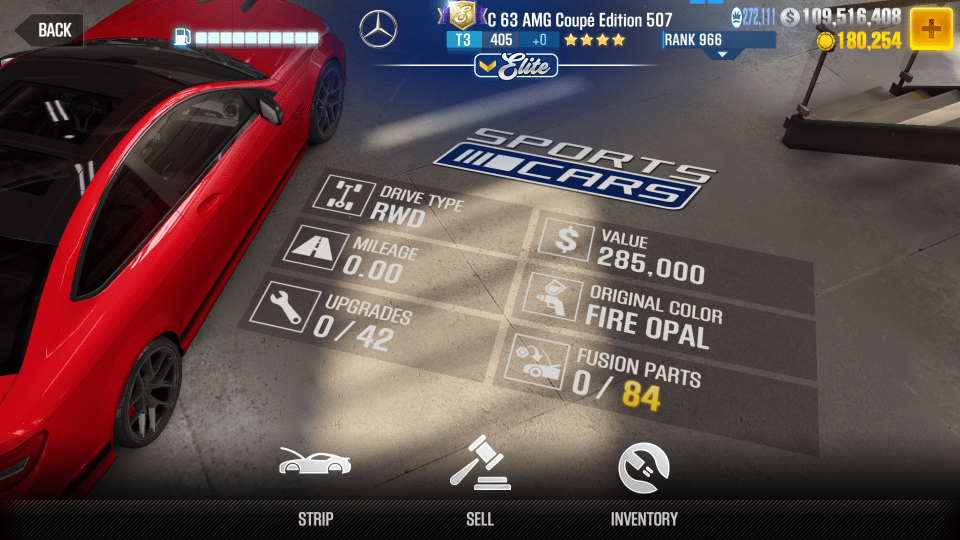 BACK
C 63 AMG Coupé Edition 507
T3 405 +0
Elite
RANK 966
272,111
109,516,408
180,254
SPORTS
CARS
DRIVE TYPE
RWD
MILEAGE
0.00
UPGRADES
0 / 42
VALUE
285,000
ORIGINAL COLOR
FIRE OPAL
FUSION PARTS
0 / 84
STRIP
SELL
INVENTORY